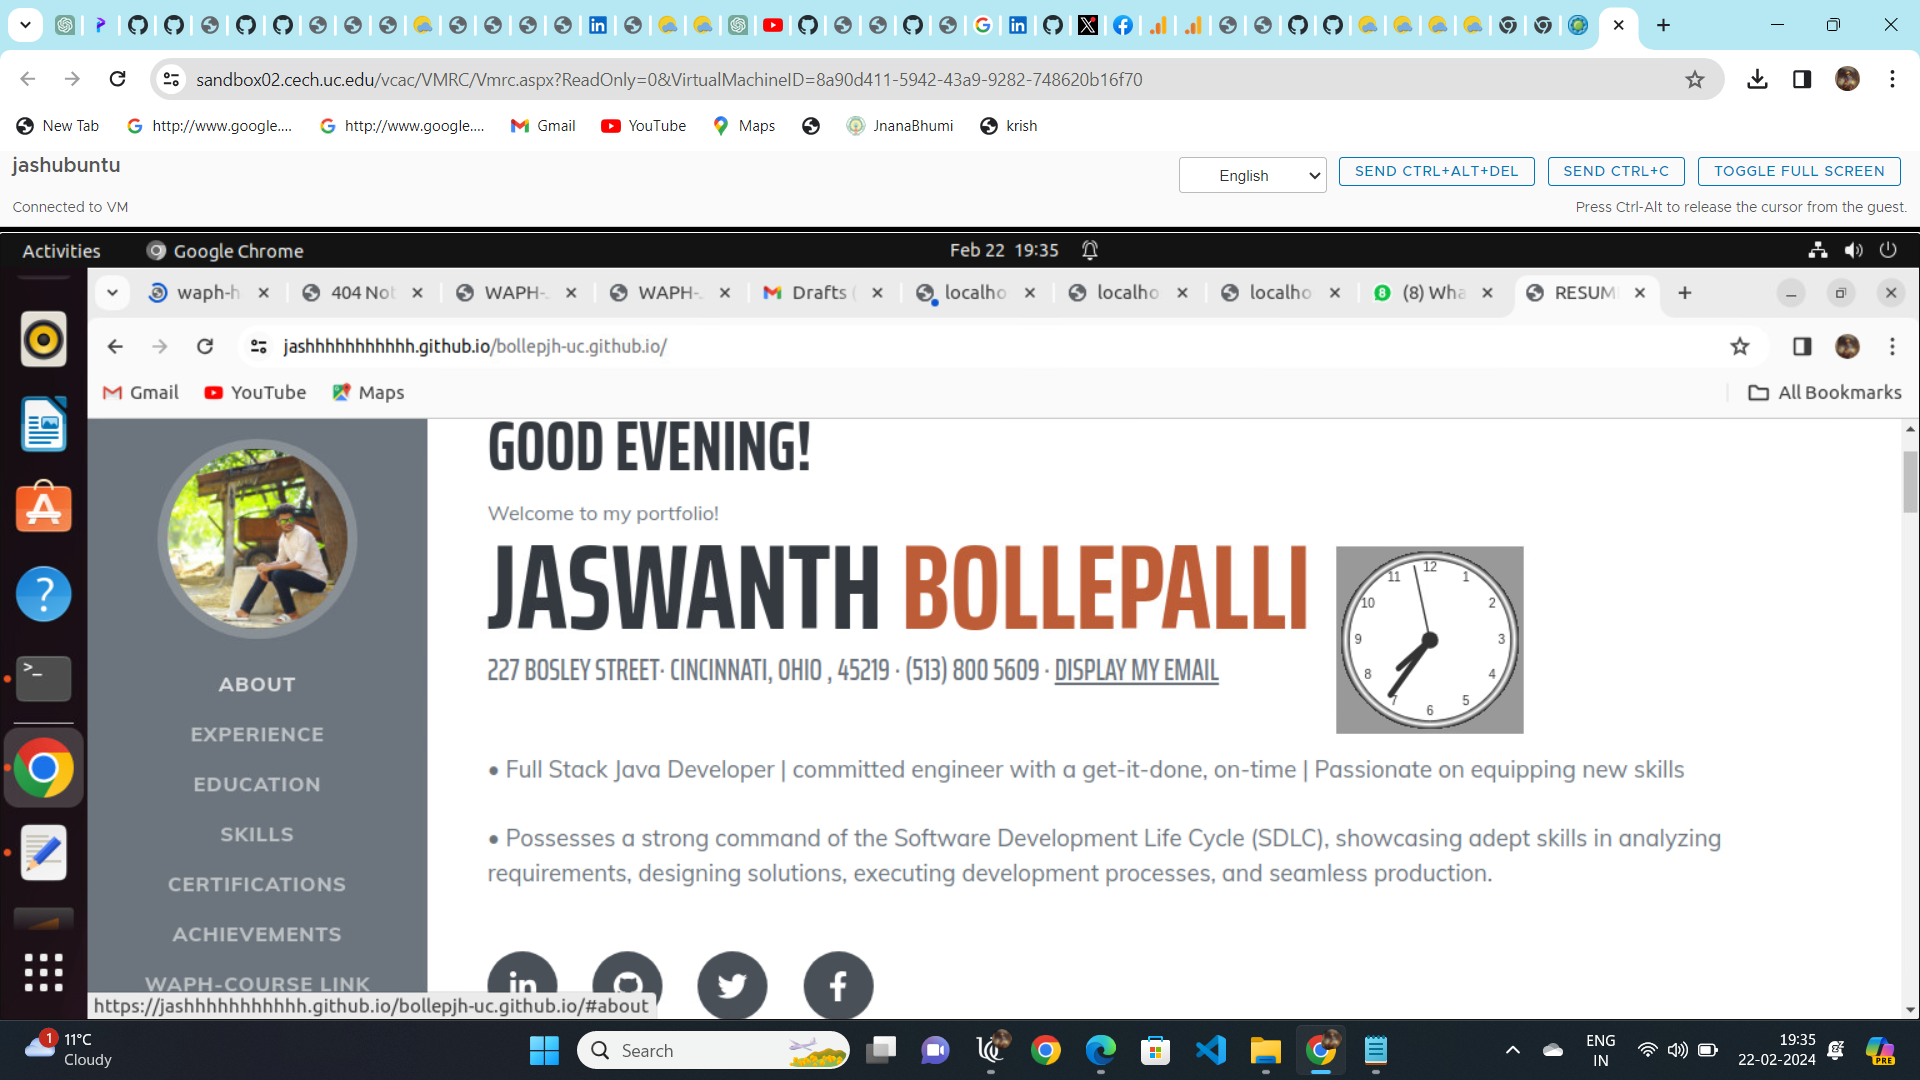 sandbox02.cech.uc.edu/vcac/VMRC/Vmrc.aspx?ReadOnly=0&VirtualMachineID=8a90d411-5942-43a9-9282-748620b16f70
New Tab http://www.google.... http://www.google.... Gmail YouTube Maps JnanaBhumi krish
jashubuntu
English SEND CTRL+ALT+DEL SEND CTRL+C TOGGLE FULL SCREEN
Connected to VM
Press Ctrl-Alt to release the cursor from the guest.
Activities Google Chrome Feb 22 19:35
waph-h 404 Not WAPH- WAPH- Drafts ( localho localho localho (8) Wha RESUM
jashhhhhhhhhhh.github.io/bollepjh-uc.github.io/
Gmail YouTube Maps All Bookmarks
GOOD EVENING!
Welcome to my portfolio!
JASWANTH BOLLEPALLI
227 BOSLEY STREET· CINCINNATI, OHIO , 45219 · (513) 800 5609 · DISPLAY MY EMAIL
12
11 1
10 2
9 3
8 4
7 5
6
ABOUT
EXPERIENCE
EDUCATION
SKILLS
CERTIFICATIONS
ACHIEVEMENTS
WAPH-COURSE LINK
• Full Stack Java Developer | committed engineer with a get-it-done, on-time | Passionate on equipping new skills
• Possesses a strong command of the Software Development Life Cycle (SDLC), showcasing adept skills in analyzing
requirements, designing solutions, executing development processes, and seamless production.
https://jashhhhhhhhhhh.github.io/bollepjh-uc.github.io/#about
1
11°C
Cloudy
Search
ENG
IN
19:35
22-02-2024
PRE